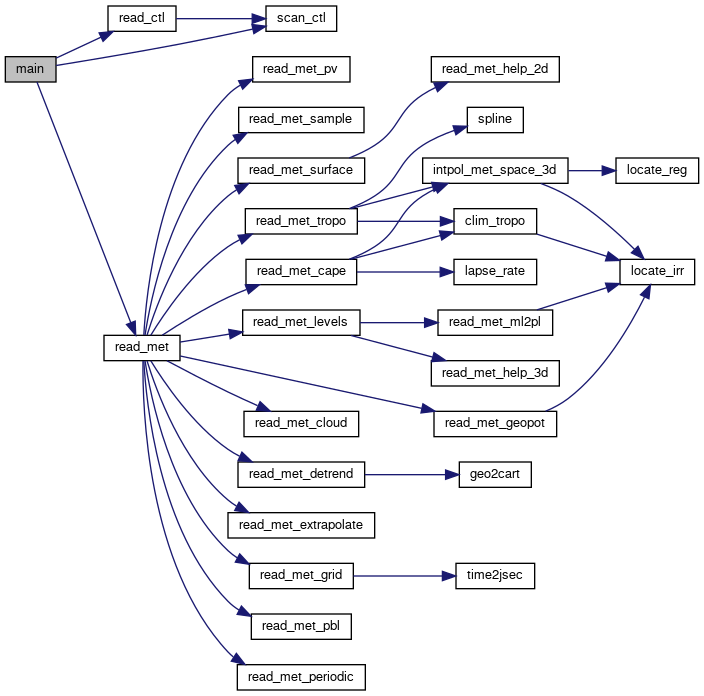 read_ctl
scan_ctl
main
read_met_pv
read_met_help_2d
read_met_sample
spline
read_met_surface
intpol_met_space_3d
locate_reg
read_met_tropo
clim_tropo
read_met_cape
lapse_rate
locate_irr
read_met_levels
read_met_ml2pl
read_met
read_met_help_3d
read_met_cloud
read_met_geopot
read_met_detrend
geo2cart
read_met_extrapolate
read_met_grid
time2jsec
read_met_pbl
read_met_periodic